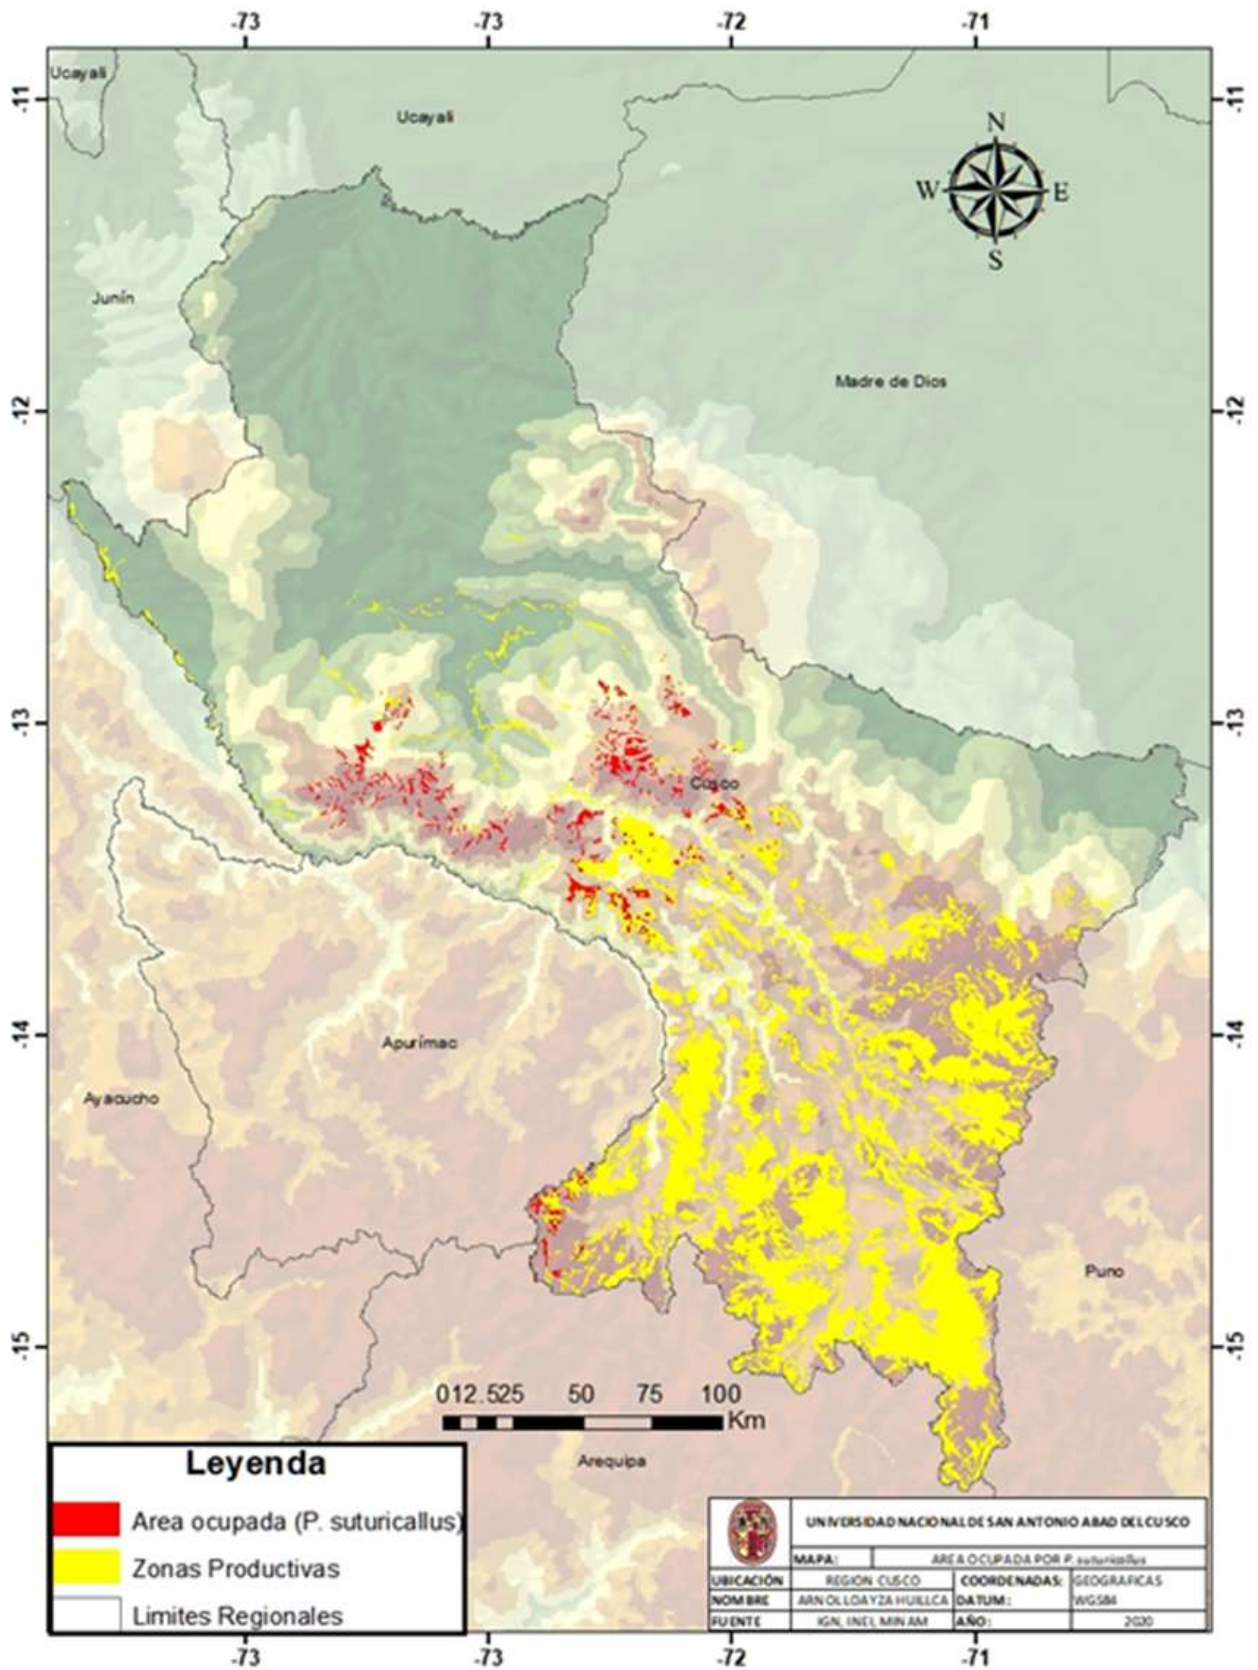 -73 -73 -72 -71
-11 -11
Ucayali
Ucayali
N
W E
S
Junín
Madre de Dios
-12 -12
-13 -13
Cusco
-14 -14
Apurímac
Ayacucho
Puno
-15 -15
012.525 50 75 100
Km
Arequipa
Leyenda
Area ocupada (P. suturicallus)
Zonas Productivas
Limites Regionales
UNIVERSIDAD NACIONAL DE SAN ANTONIO ABAD DEL CUSCO
MAPA: AREA OCUPADA POR P. suturicallus
UBICACIÓN REGION CUSCO COORDENADAS: GEOGRAFICAS
NOMBRE ARNOL LOAYZA HUILLCA DATUM: WGS84
FUENTE IGN, INEI, MINAM AÑO: 2020
-73 -73 -72 -71